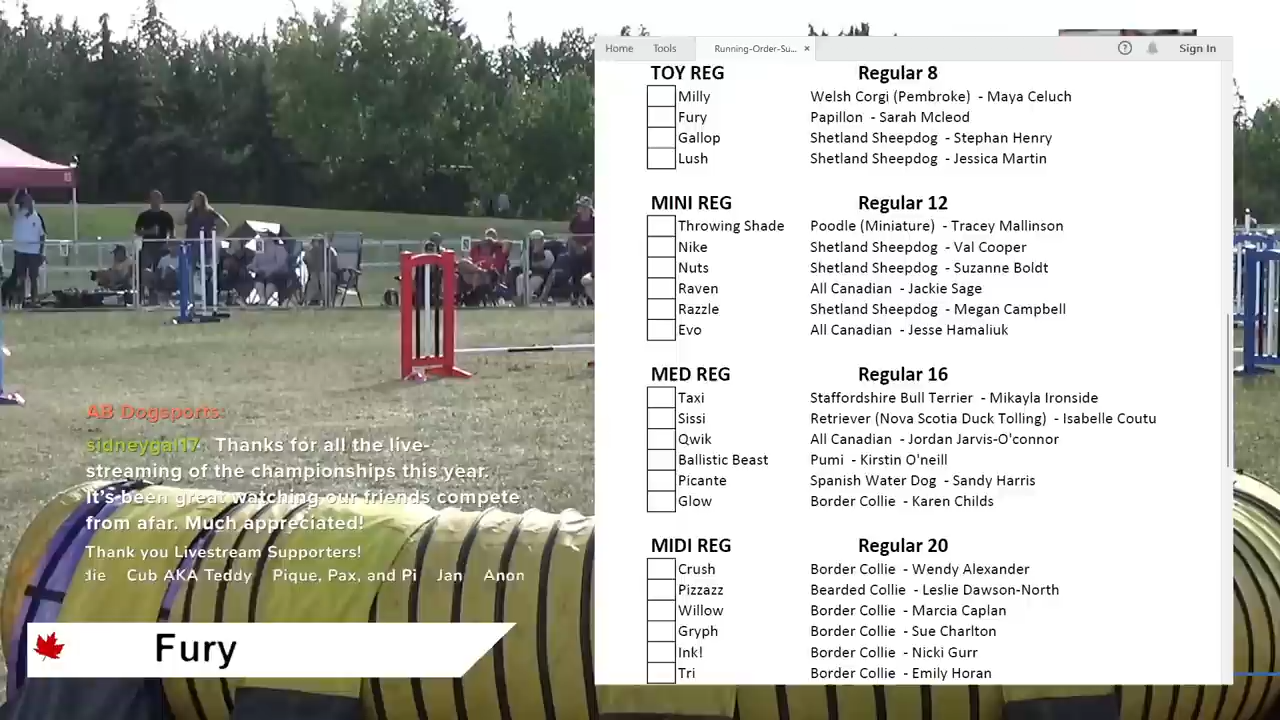 Home Tools Running-Order-Su... × ? Sign In
TOY REG Regular 8
Milly Welsh Corgi (Pembroke) - Maya Celuch
Fury Papillon - Sarah Mcleod
Gallop Shetland Sheepdog - Stephan Henry
Lush Shetland Sheepdog - Jessica Martin
MINI REG Regular 12
Throwing Shade Poodle (Miniature) - Tracey Mallinson
Nike Shetland Sheepdog - Val Cooper
Nuts Shetland Sheepdog - Suzanne Boldt
Raven All Canadian - Jackie Sage
Razzle Shetland Sheepdog - Megan Campbell
Evo All Canadian - Jesse Hamaliuk
MED REG Regular 16
Taxi Staffordshire Bull Terrier - Mikayla Ironside
Sissi Retriever (Nova Scotia Duck Tolling) - Isabelle Coutu
Qwik All Canadian - Jordan Jarvis-O'connor
Ballistic Beast Pumi - Kirstin O'neill
Picante Spanish Water Dog - Sandy Harris
Glow Border Collie - Karen Childs
MIDI REG Regular 20
Crush Border Collie - Wendy Alexander
Pizzazz Bearded Collie - Leslie Dawson-North
Willow Border Collie - Marcia Caplan
Gryph Border Collie - Sue Charlton
Ink! Border Collie - Nicki Gurr
Tri Border Collie - Emily Horan
AB Dogsports:
sidneygal17: Thanks for all the live-
streaming of the championships this year.
It's been great watching our friends compete
from afar. Much appreciated!
Thank you Livestream Supporters!
die Cub AKA Teddy Pique, Pax, and Pi Jan Anon
Fury